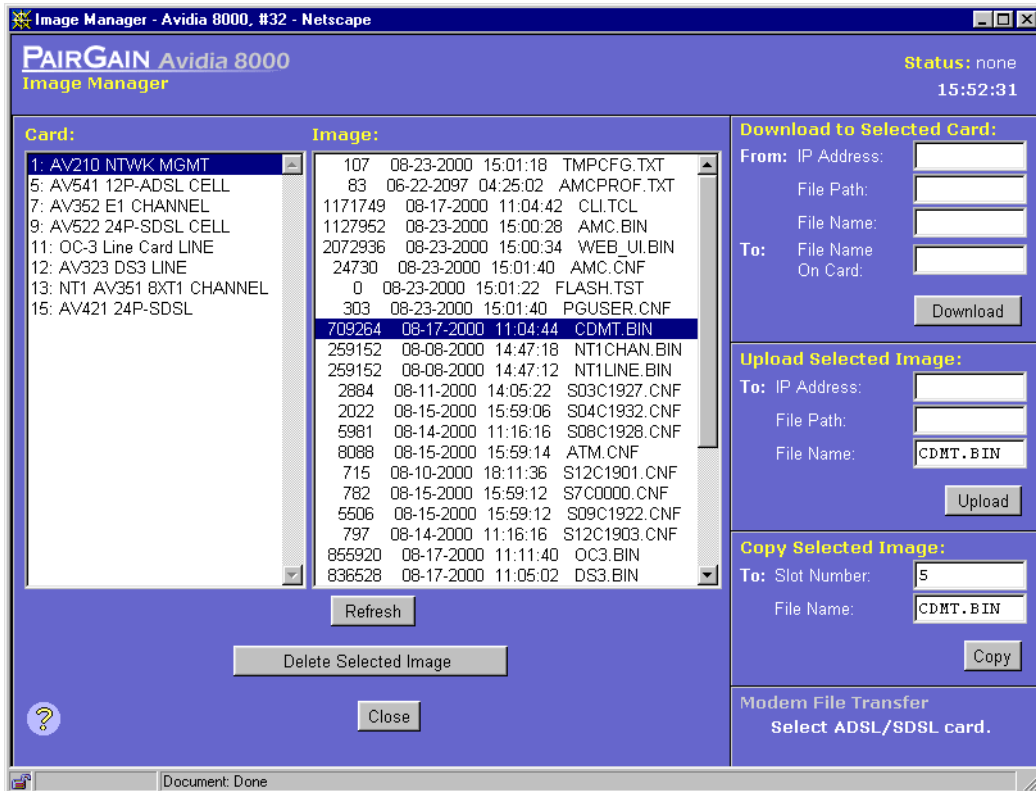 Image Manager - Avidia 8000, #32 - Netscape
PAIRGAIN Avidia 8000
Image Manager
Status: none
15:52:31
Card:
1: AV210 NTWK MGMT
5: AV541 12P-ADSL CELL
7: AV352 E1 CHANNEL
9: AV522 24P-SDSL CELL
11: OC-3 Line Card LINE
12: AV323 DS3 LINE
13: NT1 AV351 8XT1 CHANNEL
15: AV421 24P-SDSL
Image:
107 08-23-2000 15:01:18 TMPCFG.TXT
83 06-22-2097 04:25:02 AMCPROF.TXT
1171749 08-17-2000 11:04:42 CLI.TCL
1127952 08-23-2000 15:00:28 AMC.BIN
2072936 08-23-2000 15:00:34 WEB_UI.BIN
24730 08-23-2000 15:01:40 AMC.CNF
0 08-23-2000 15:01:22 FLASH.TST
303 08-23-2000 15:01:40 PGUSER.CNF
709264 08-17-2000 11:04:44 CDMT.BIN
259152 08-08-2000 14:47:18 NT1CHAN.BIN
259152 08-08-2000 14:47:12 NT1LINE.BIN
2884 08-11-2000 14:05:22 S03C1927.CNF
2022 08-15-2000 15:59:06 S04C1932.CNF
5981 08-14-2000 11:16:16 S08C1928.CNF
8088 08-15-2000 15:59:14 ATM.CNF
715 08-10-2000 18:11:36 S12C1901.CNF
782 08-15-2000 15:59:12 S7C0000.CNF
5506 08-15-2000 15:59:12 S09C1922.CNF
797 08-14-2000 11:16:16 S12C1903.CNF
855920 08-17-2000 11:11:40 OC3.BIN
836528 08-17-2000 11:05:02 DS3.BIN
Refresh
Delete Selected Image
Close
Download to Selected Card:
From: IP Address:
File Path:
File Name:
To: File Name
On Card:
Download
Upload Selected Image:
To: IP Address:
File Path:
File Name: CDMT.BIN
Upload
Copy Selected Image:
To: Slot Number: 5
File Name: CDMT.BIN
Copy
Modem File Transfer
Select ADSL/SDSL card.
?
Document: Done